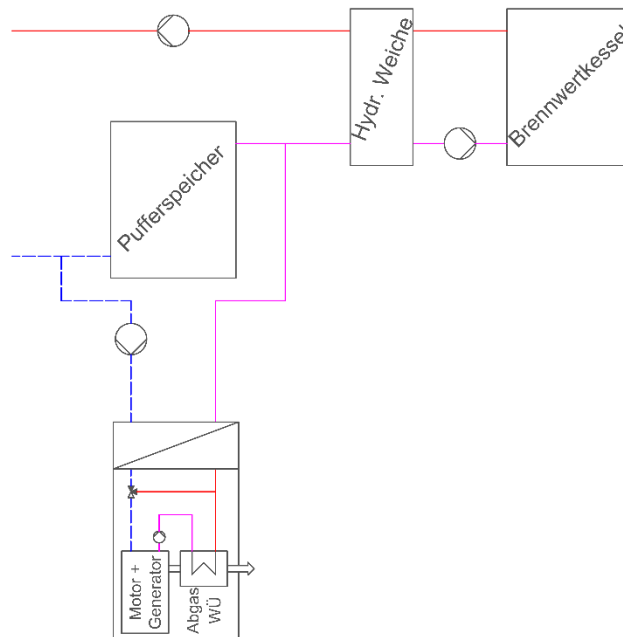 Hydr. Weiche
Brennwertkessel
Pufferspeicher
Motor +
Generator
Abgas
WÜ